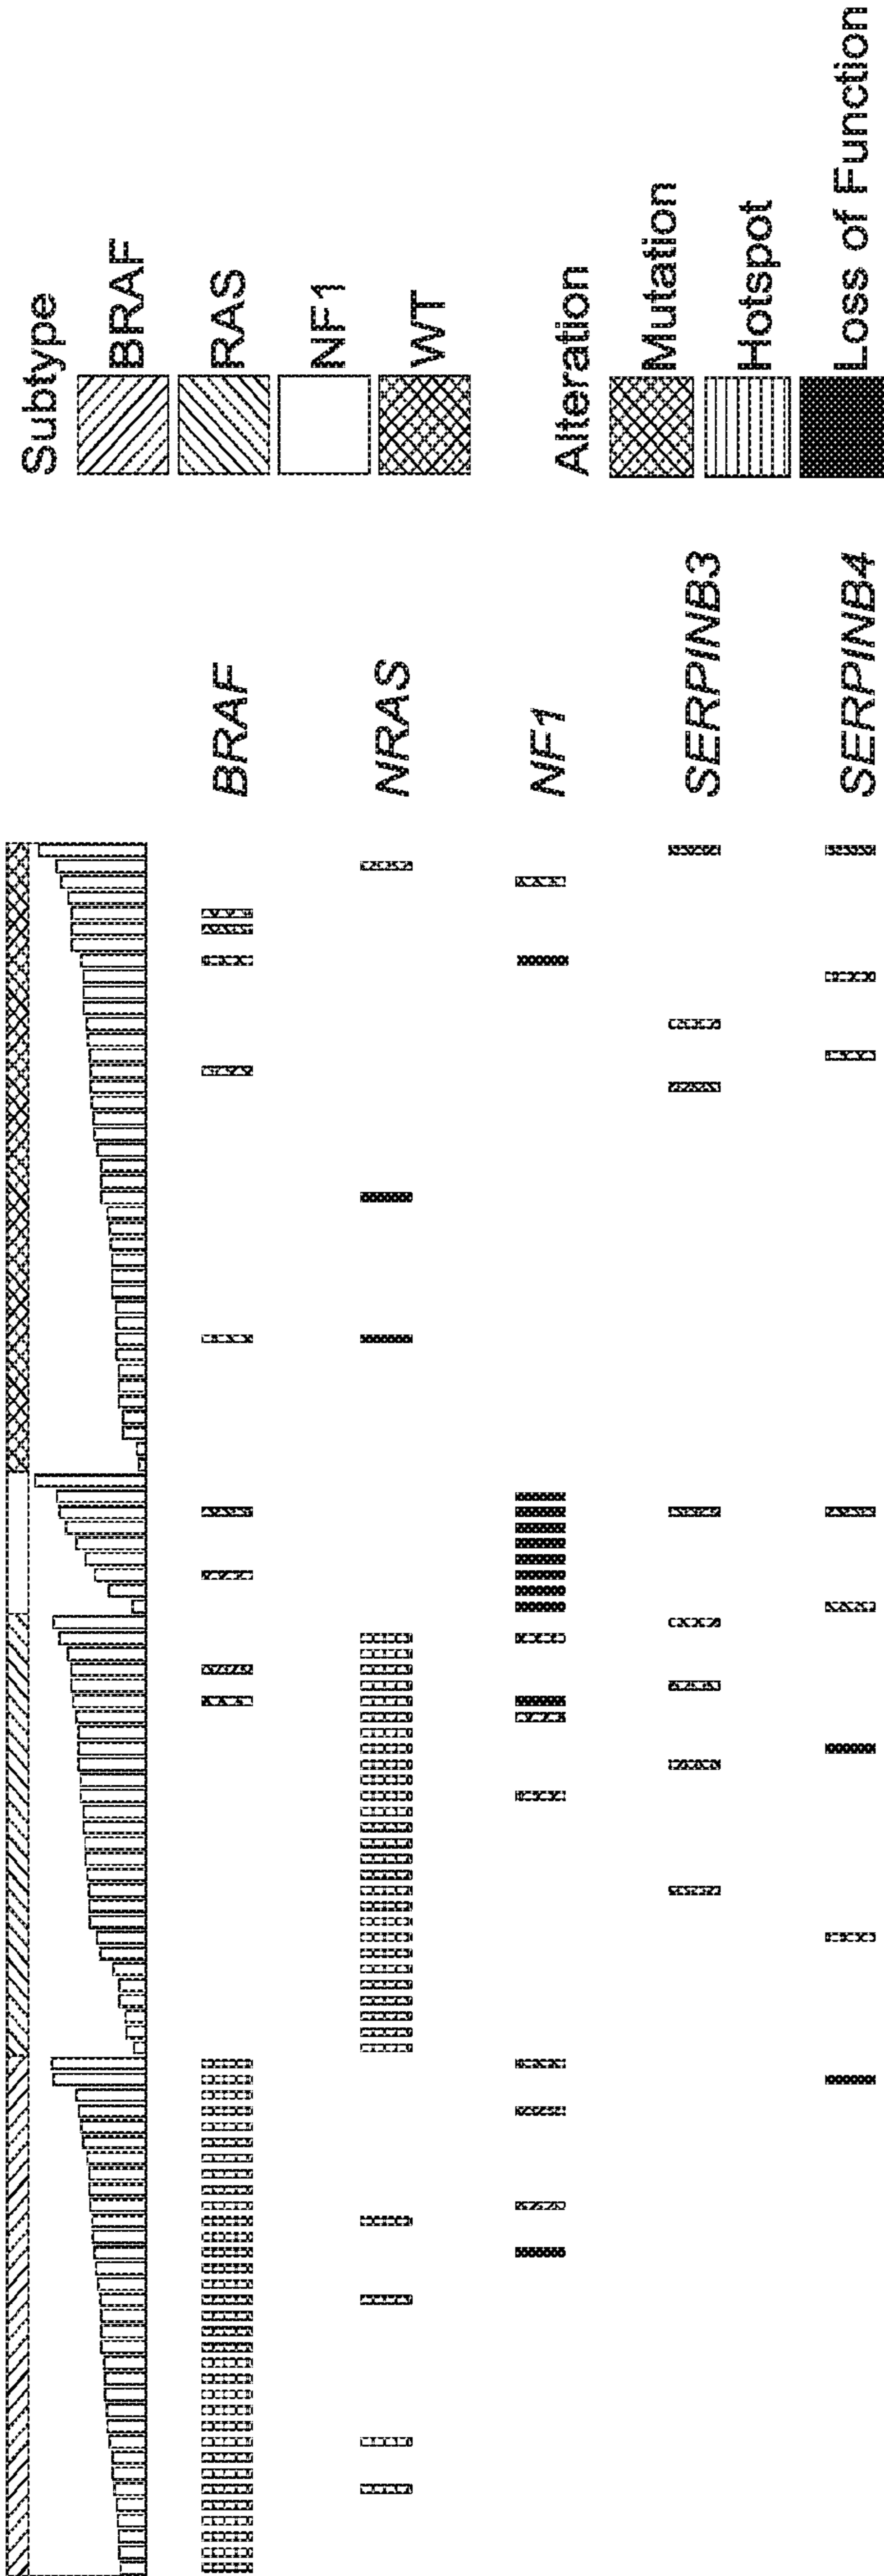 Subtype
BRAF
RAS
NF1
WT
Alteration
Mutation
Hotspot
Loss of Function
BRAF
NRAS
NF1
SERPINB3
SERPINB4